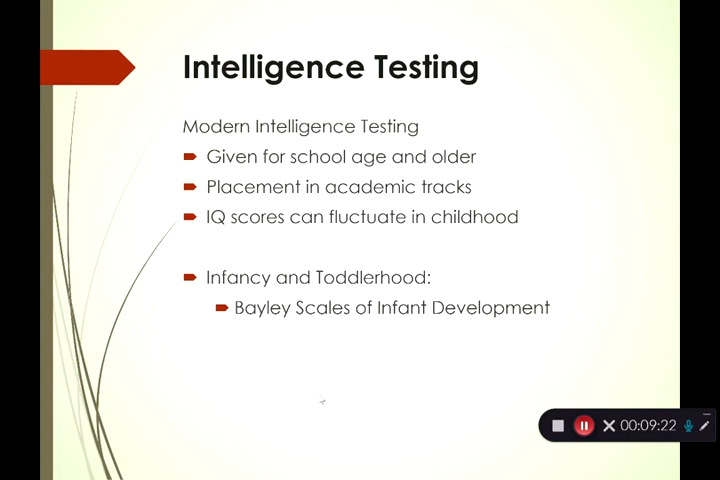 Intelligence Testing
Modern Intelligence Testing
Given for school age and older
Placement in academic tracks
IQ scores can fluctuate in childhood
Infancy and Toddlerhood:
Bayley Scales of Infant Development
00:09:22